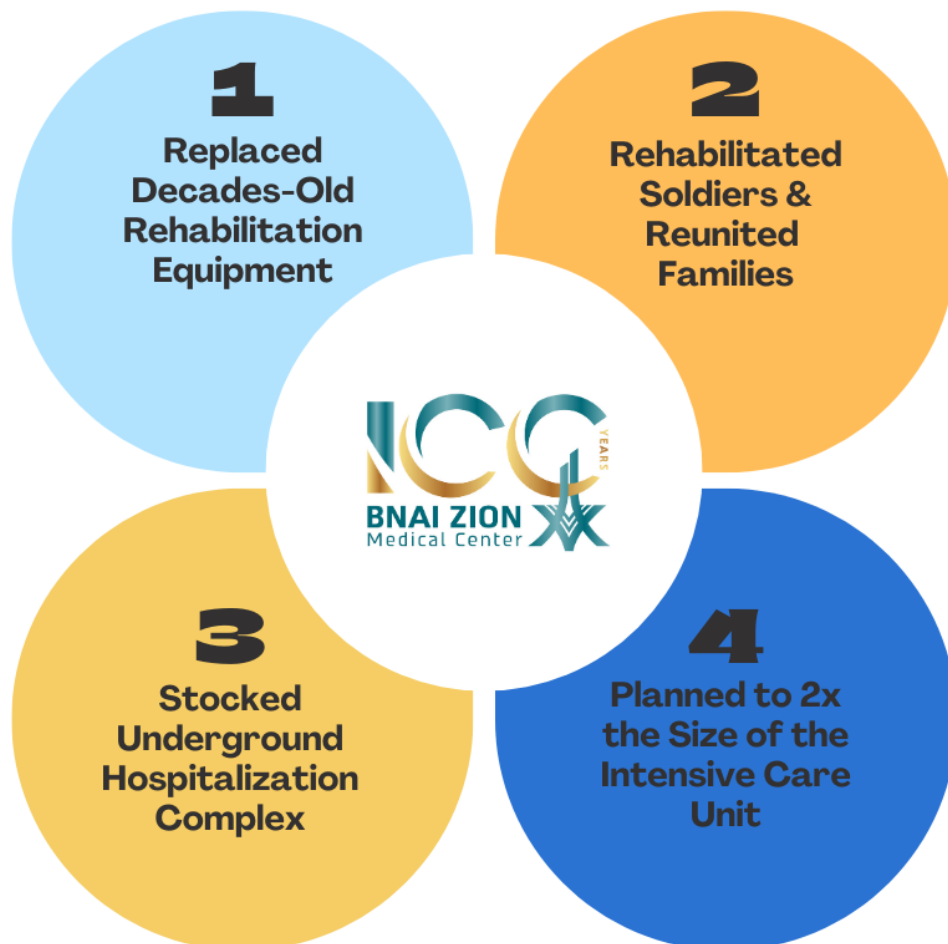 1
Replaced
Decades-Old
Rehabilitation
Equipment
2
Rehabilitated
Soldiers &
Reunited
Families
100
YEARS
BNAI ZION
Medical Center
3
Stocked
Underground
Hospitalization
Complex
4
Planned to 2x
the Size of the
Intensive Care
Unit